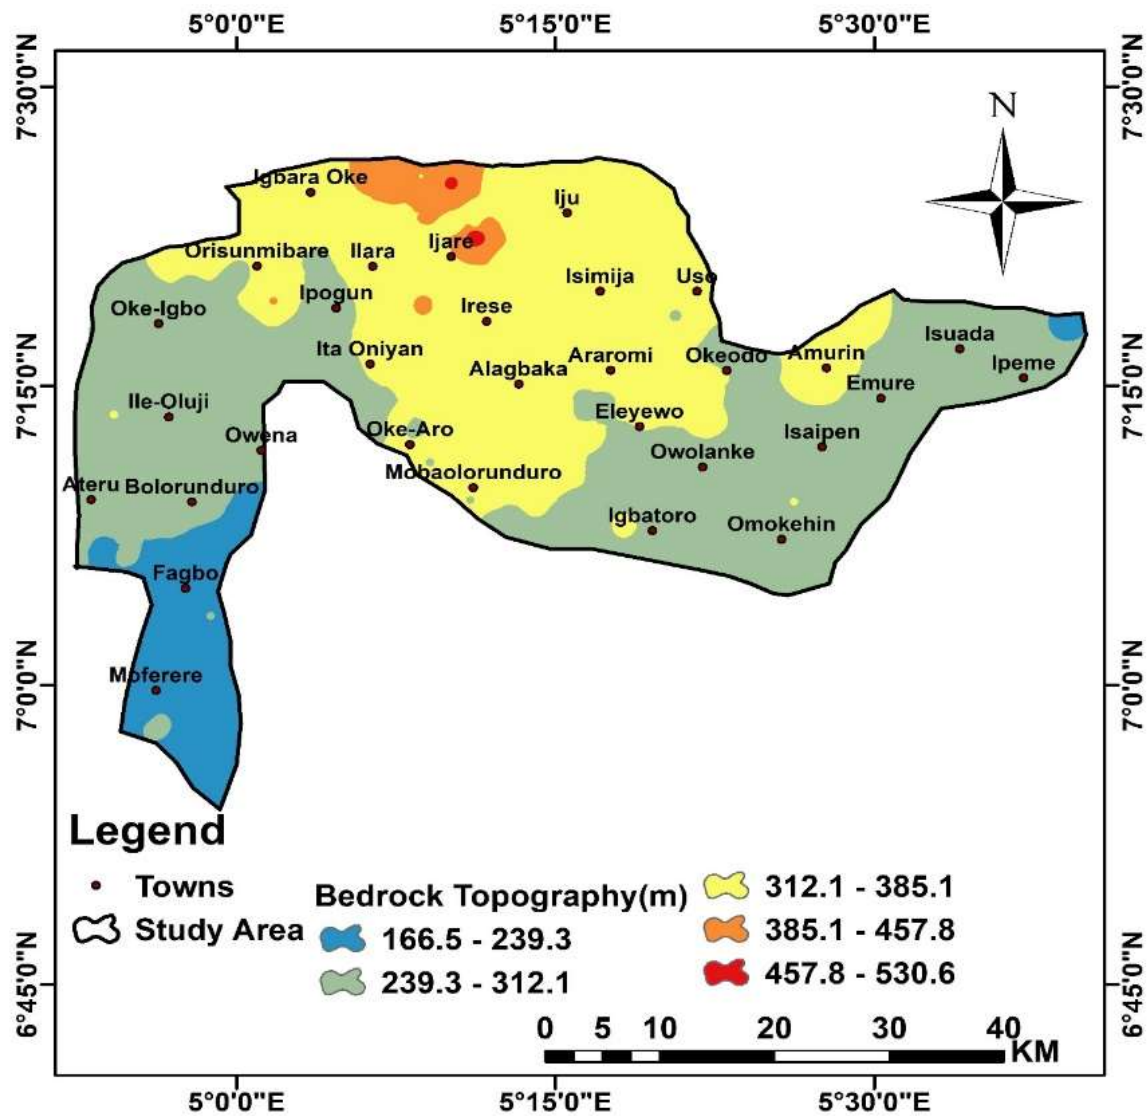 5°0'0"E 5°15'0"E 5°30'0"E
7°30'0"N 7°30'0"N
N
Igbara Oke
Iju
Orisunmibare Ilara Ijare
Isimija Uso
Oke-Igbo Ipogun Irese
Isuada
Ita Oniyan Alagbaka Araromi Okeodo Amurin Ipeme
7°15'0"N 7°15'0"N
Emure
Ile-Oluji Eleyewo
Owena Oke-Aro Isaipen
Owolanke
Ateru Bolorunduro Mobaolorunduro
Igbatoro Omokehin
Fagbo
Moferere
7°0'0"N 7°0'0"N
Legend
Towns
Study Area
Bedrock Topography(m)
166.5 - 239.3
239.3 - 312.1
312.1 - 385.1
385.1 - 457.8
457.8 - 530.6
6°45'0"N 6°45'0"N
0 5 10 20 30 40
KM
5°0'0"E 5°15'0"E 5°30'0"E